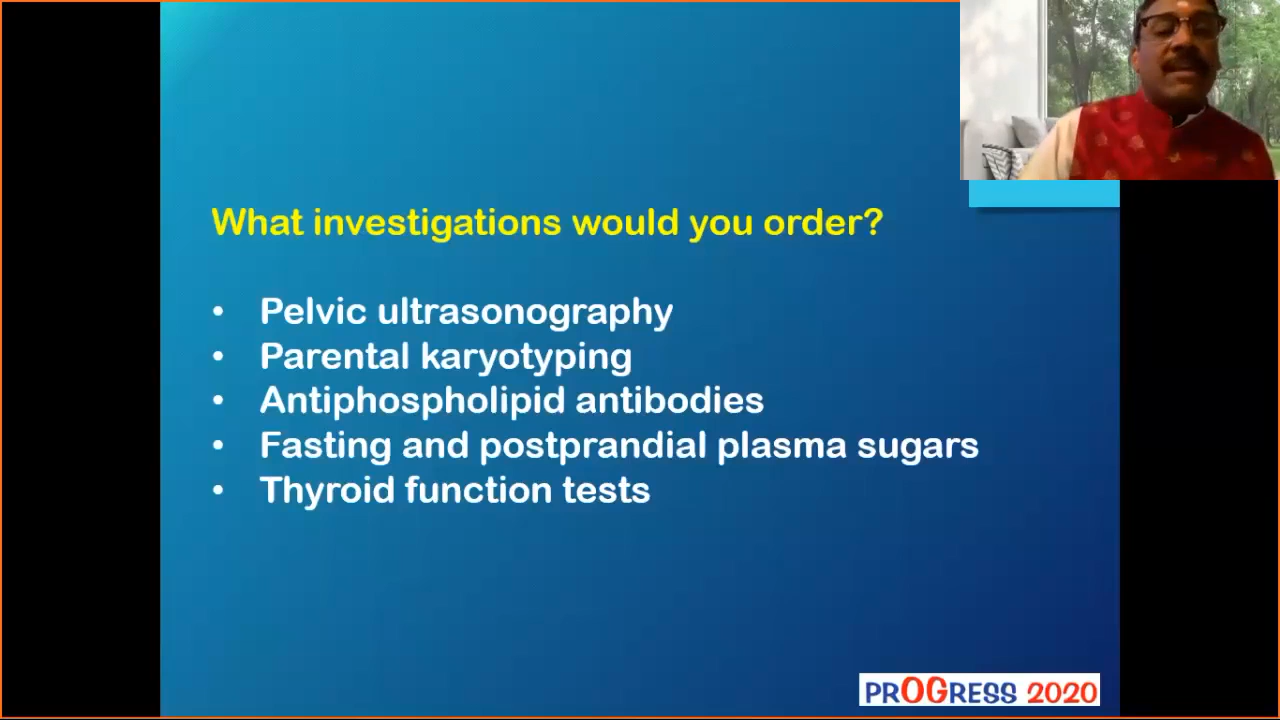 What investigations would you order?
• Pelvic ultrasonography
• Parental karyotyping
• Antiphospholipid antibodies
• Fasting and postprandial plasma sugars
• Thyroid function tests
PROGRESS 2020